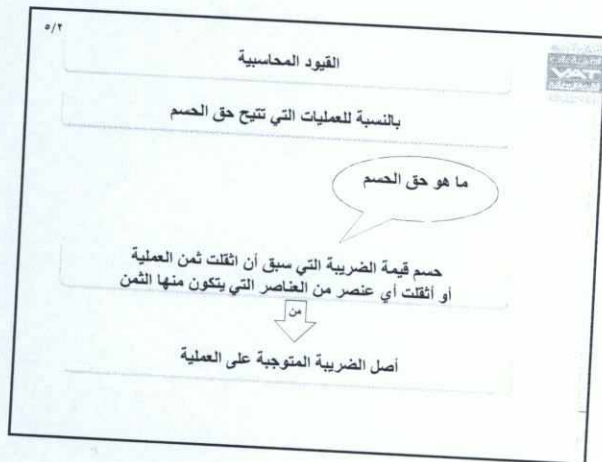 ٥/٢
VAT
القيود المحاسبية
بالنسبة للعمليات التي تتيح حق الحسم
ما هو حق الحسم
حسم قيمة الضريبة التي سبق أن اثقلت ثمن العملية
أو أثقلت أي عنصر من العناصر التي يتكون منها الثمن
من
أصل الضريبة المتوجبة على العملية